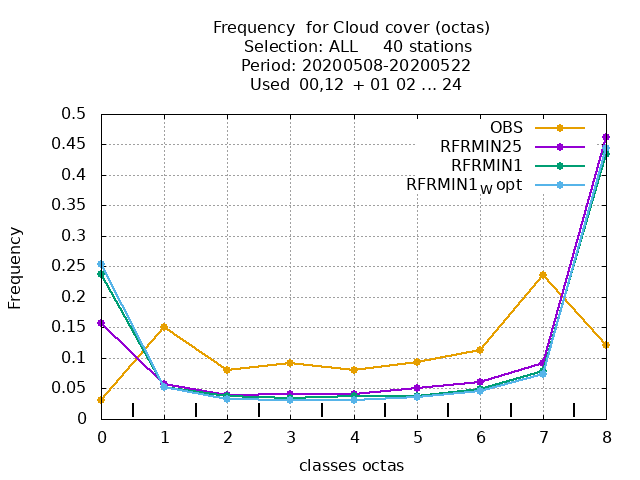 Frequency  for Cloud cover (octas)
Selection: ALL     40 stations
Period: 20200508-20200522
Used  00,12  + 01 02 ... 24
OBS
RFRMIN25
RFRMIN1
RFRMIN1w opt
Frequency
0.5
0.45
0.4
0.35
0.3
0.25
0.2
0.15
0.1
0.05
0
0 1 2 3 4 5 6 7 8
classes octas